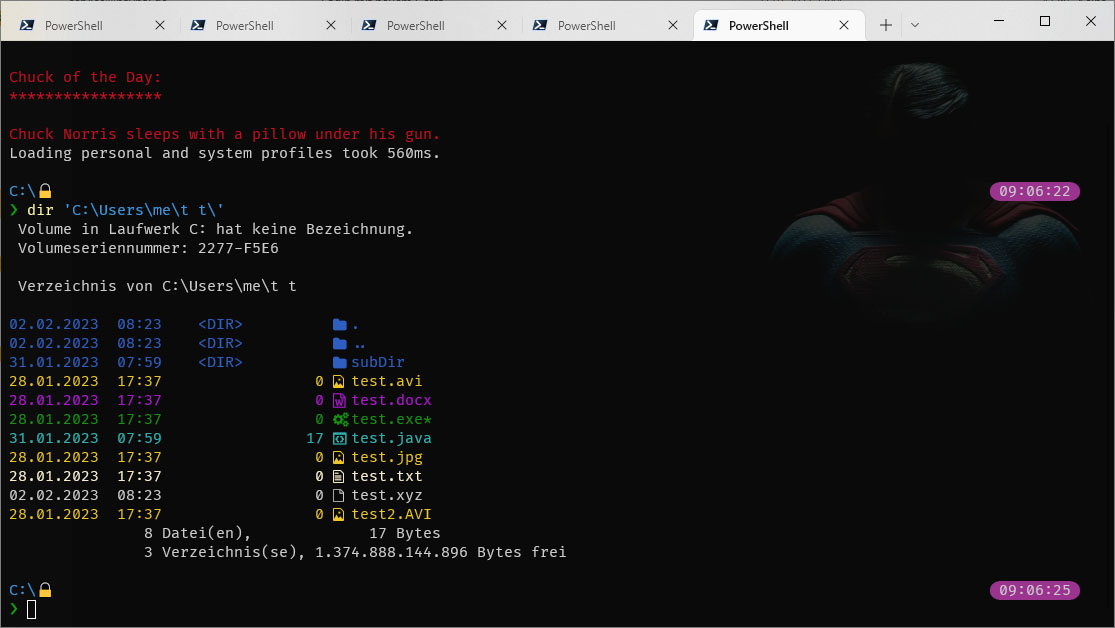 PowerShell PowerShell PowerShell PowerShell PowerShell
Chuck of the Day:
*****************
Chuck Norris sleeps with a pillow under his gun.
Loading personal and system profiles took 560ms.
C:\ 09:06:22
❯ dir 'C:\Users\me\t t\'
Volume in Laufwerk C: hat keine Bezeichnung.
Volumeseriennummer: 2277-F5E6
Verzeichnis von C:\Users\me\t t
02.02.2023 08:23 <DIR> .
02.02.2023 08:23 <DIR> ..
31.01.2023 07:59 <DIR> subDir
28.01.2023 17:37 0 test.avi
28.01.2023 17:37 0 test.docx
28.01.2023 17:37 0 test.exe*
31.01.2023 07:59 17 test.java
28.01.2023 17:37 0 test.jpg
28.01.2023 17:37 0 test.txt
02.02.2023 08:23 0 test.xyz
28.01.2023 17:37 0 test2.AVI
8 Datei(en), 17 Bytes
3 Verzeichnis(se), 1.374.888.144.896 Bytes frei
C:\ 09:06:25
❯